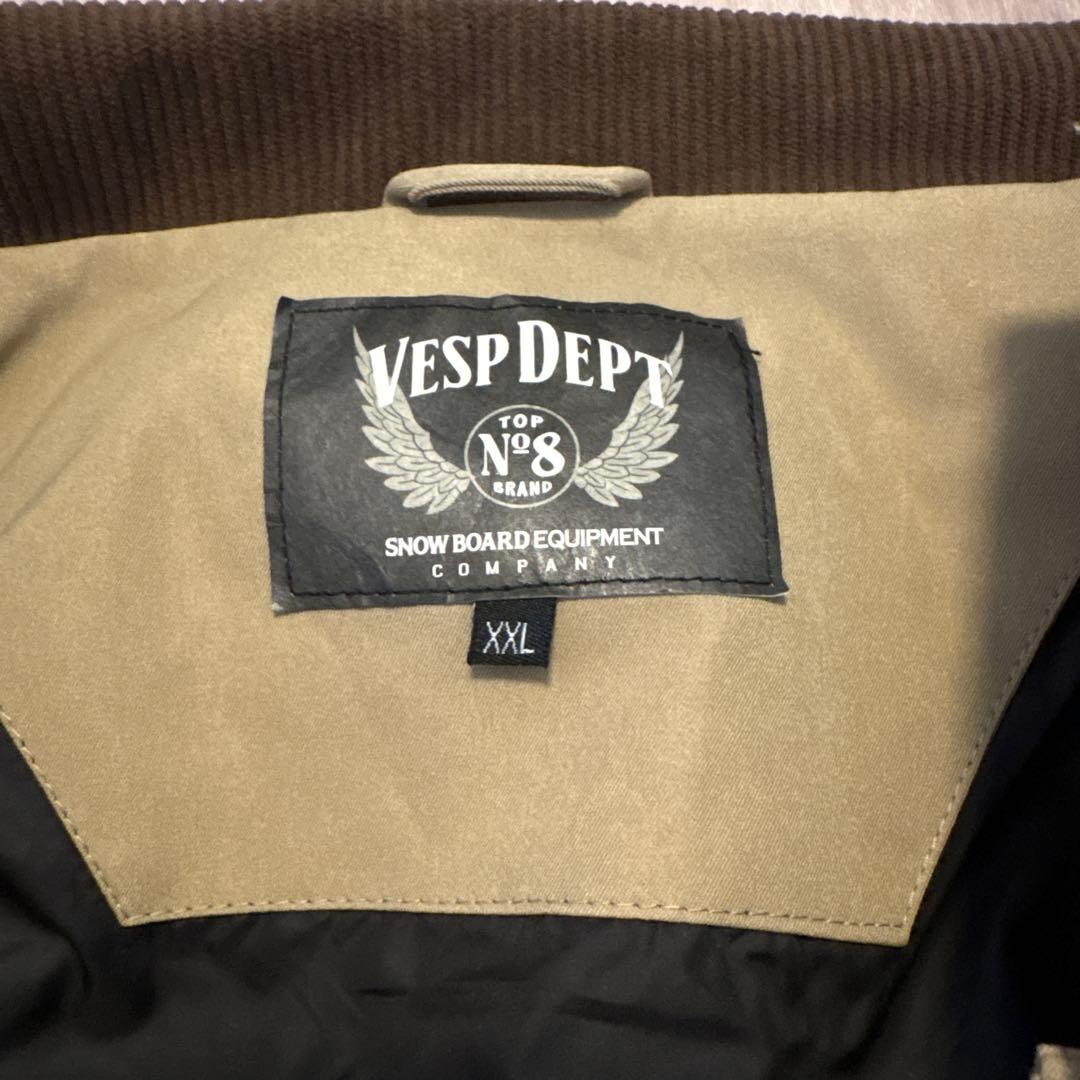 VESP DEPT
TOP
Nº8
BRAND
SNOW BOARD EQUIPMENT
COMPANY
XXL